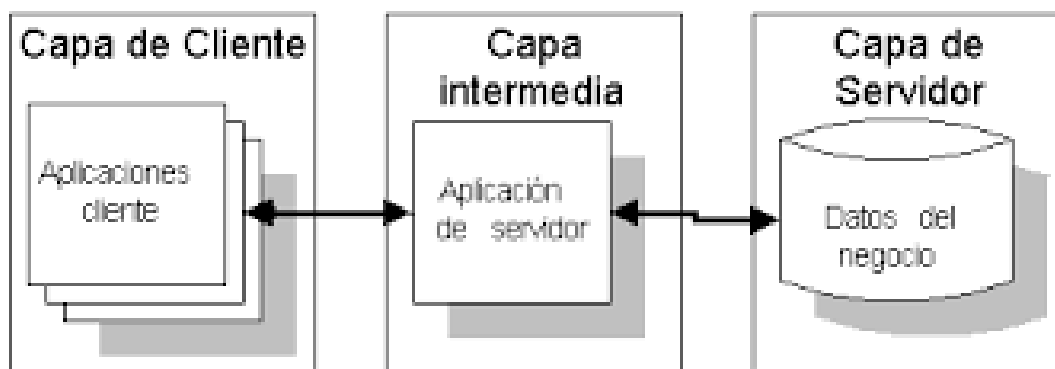 Capa de Cliente
Aplicaciones
cliente
Capa
intermedia
Aplicación
de servidor
Capa de
Servidor
Datos del
negocio